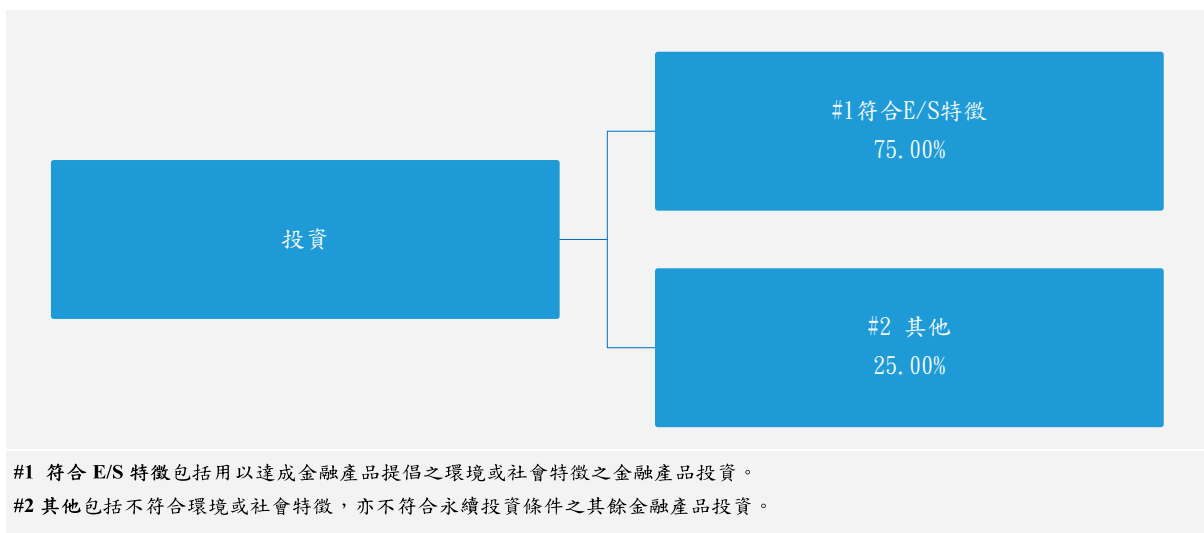 #1符合E/S特徵
75.00%
投資
#2 其他
25.00%
#1 符合 E/S 特徵包括用以達成金融產品提倡之環境或社會特徵之金融產品投資。
#2 其他包括不符合環境或社會特徵，亦不符合永續投資條件之其餘金融產品投資。